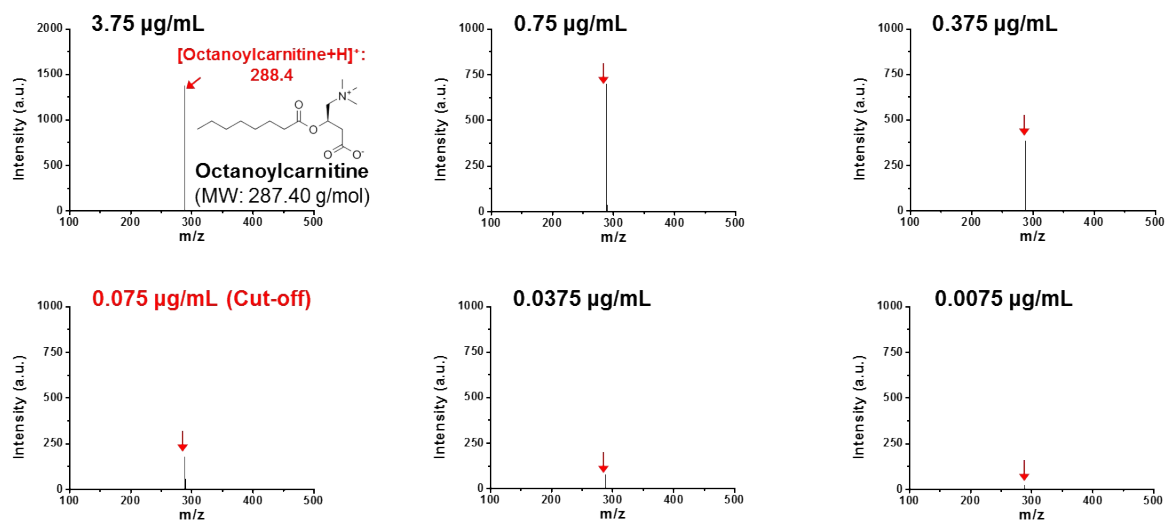 3.75 µg/mL
2000
1500
1000
500
0
Intensity (a.u.)
100 200 300 400 500
m/z
[Octanoylcarnitine+H]⁺:
288.4
N⁺
O
O
O
O⁻
Octanoylcarnitine
(MW: 287.40 g/mol)
0.75 µg/mL
1000
750
500
250
0
Intensity (a.u.)
100 200 300 400 500
m/z
0.375 µg/mL
1000
750
500
250
0
Intensity (a.u.)
100 200 300 400 500
m/z
0.075 µg/mL (Cut-off)
1000
750
500
250
0
Intensity (a.u.)
100 200 300 400 500
m/z
0.0375 µg/mL
1000
750
500
250
0
Intensity (a.u.)
100 200 300 400 500
m/z
0.0075 µg/mL
1000
750
500
250
0
Intensity (a.u.)
100 200 300 400 500
m/z